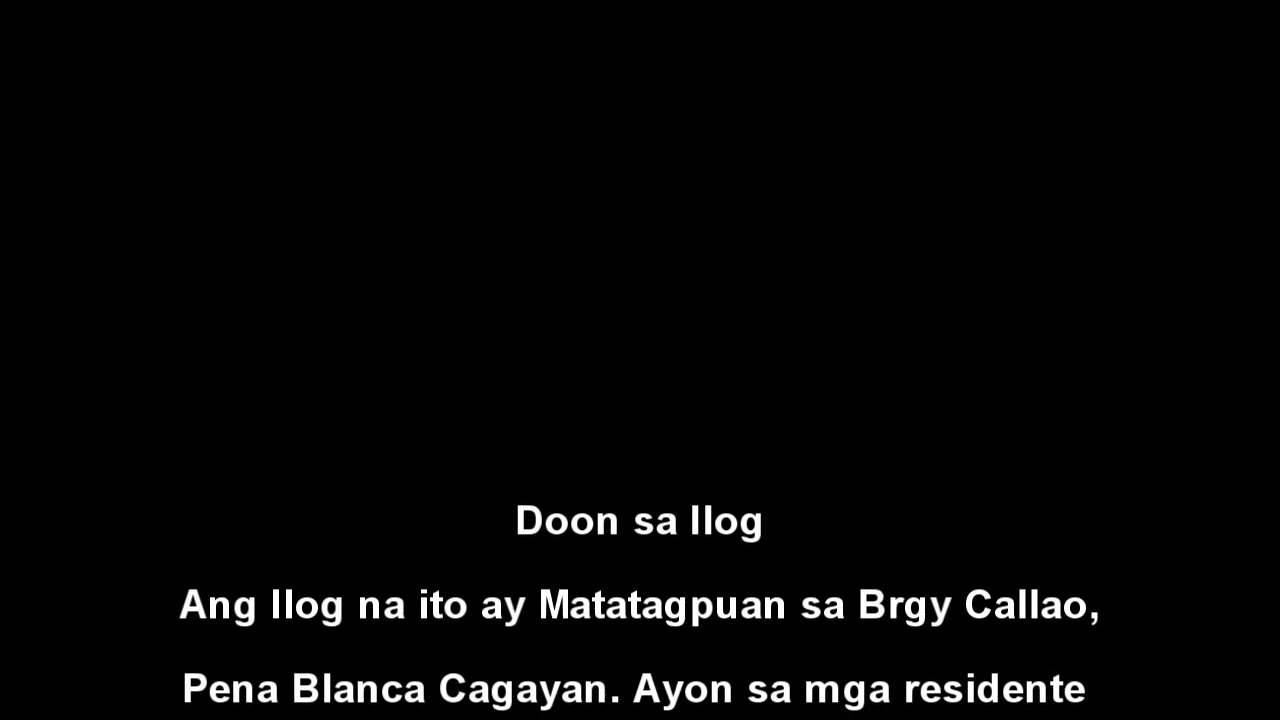 Doon sa Ilog
Ang Ilog na ito ay Matatagpuan sa Brgy Callao,
Pena Blanca Cagayan. Ayon sa mga residente